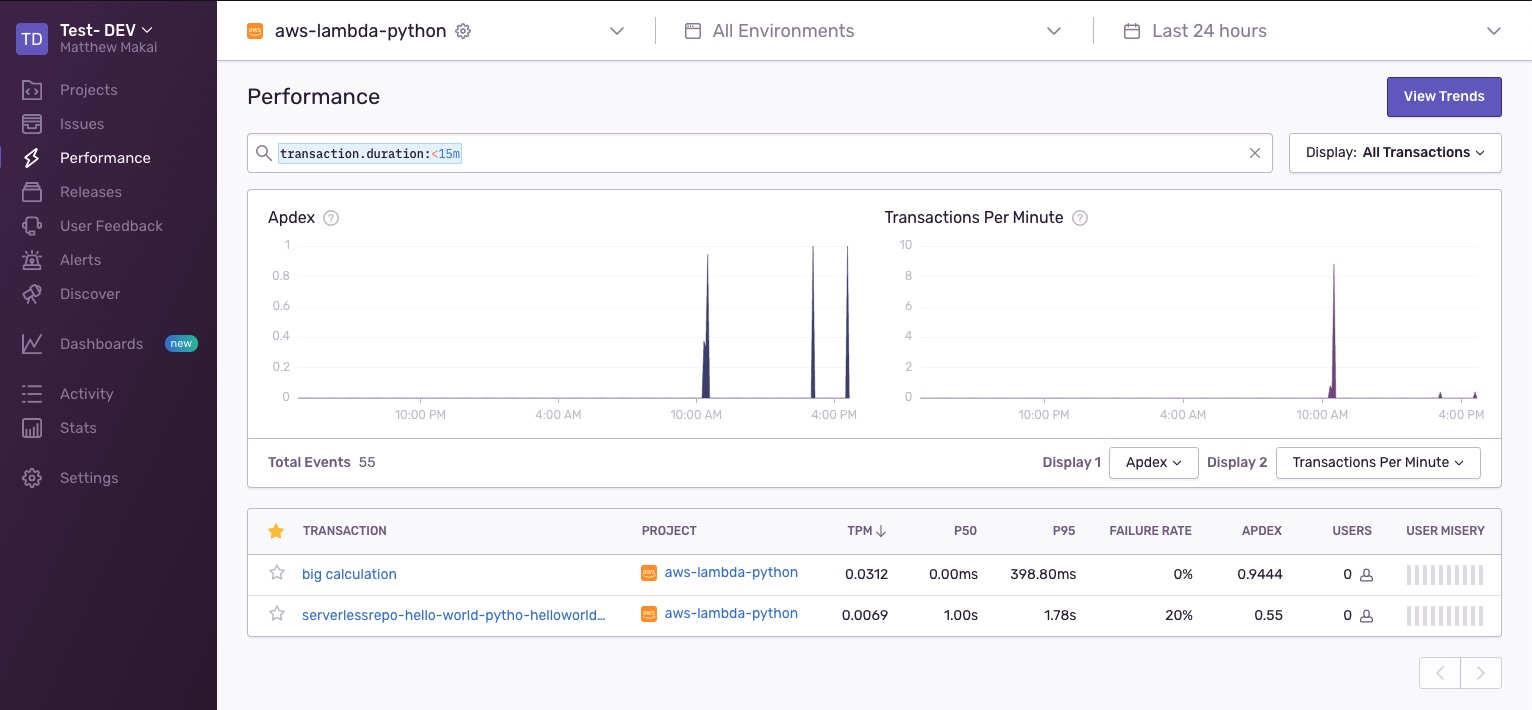 TD
Test- DEV
Matthew Makai
Projects
Issues
Performance
Releases
User Feedback
Alerts
Discover
Dashboards new
Activity
Stats
Settings
aws aws-lambda-python
All Environments
Last 24 hours
Performance
View Trends
transaction.duration:<15m
Display: All Transactions
Apdex ?
1
0.8
0.6
0.4
0.2
0
10:00 PM 4:00 AM 10:00 AM 4:00 PM
Transactions Per Minute ?
10
8
6
4
2
0
10:00 PM 4:00 AM 10:00 AM 4:00 PM
Total Events 55
Display 1 Apdex Display 2 Transactions Per Minute
TRANSACTION PROJECT TPM P50 P95 FAILURE RATE APDEX USERS USER MISERY
big calculation aws aws-lambda-python 0.0312 0.00ms 398.80ms 0% 0.9444 0
serverlessrepo-hello-world-pytho-helloworld... aws aws-lambda-python 0.0069 1.00s 1.78s 20% 0.55 0